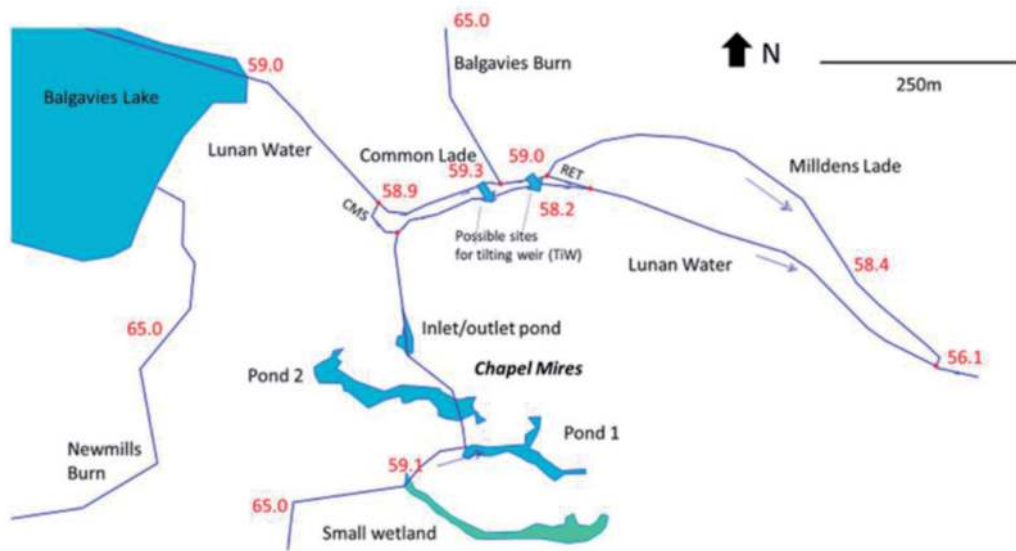 65.0
N
250m
Balgavies Burn
59.0
Balgavies Lake
Lunan Water
Common Lade
59.0
RET
Milldens Lade
59.3
58.9
CMS
58.2
Possible sites
for tilting weir (TiW)
Lunan Water
58.4
65.0
Inlet/outlet pond
Chapel Mires
56.1
Pond 2
Pond 1
Newmills
Burn
59.1
65.0
Small wetland